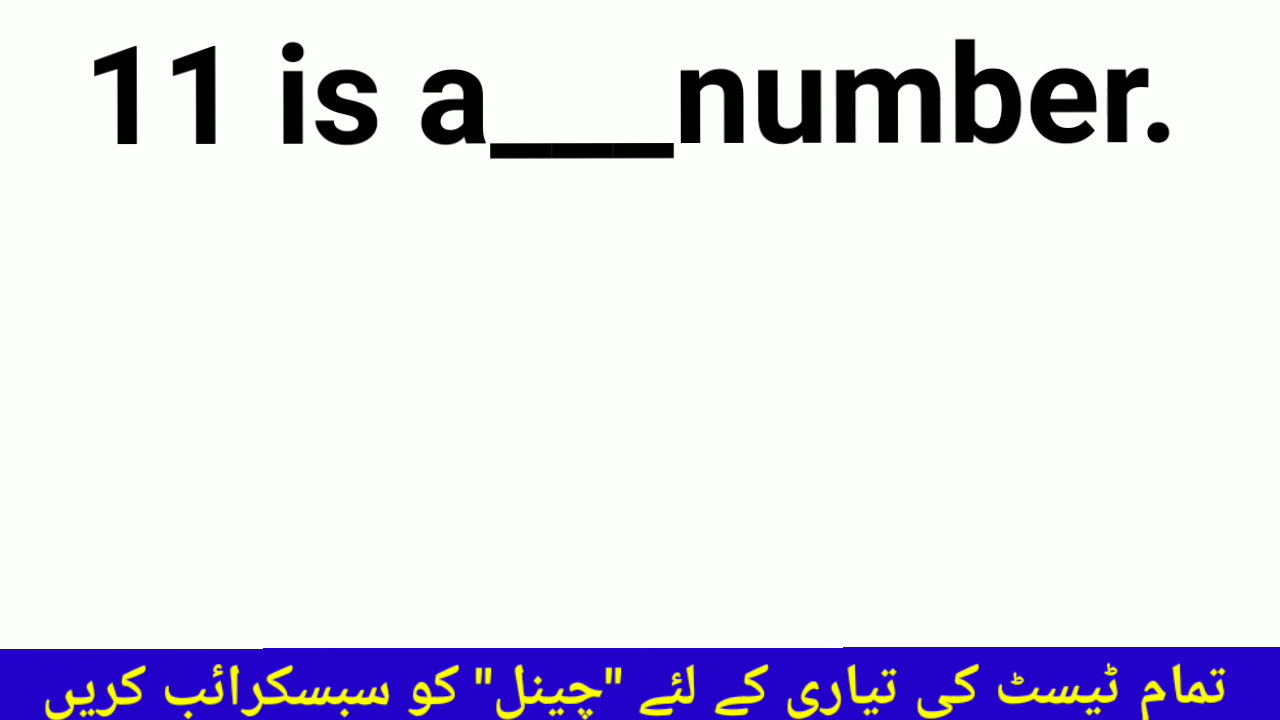 11 is a___number.
تمام ٹیسٹ کی تیاری کے لئے "چینل" کو سبسکرائب کریں